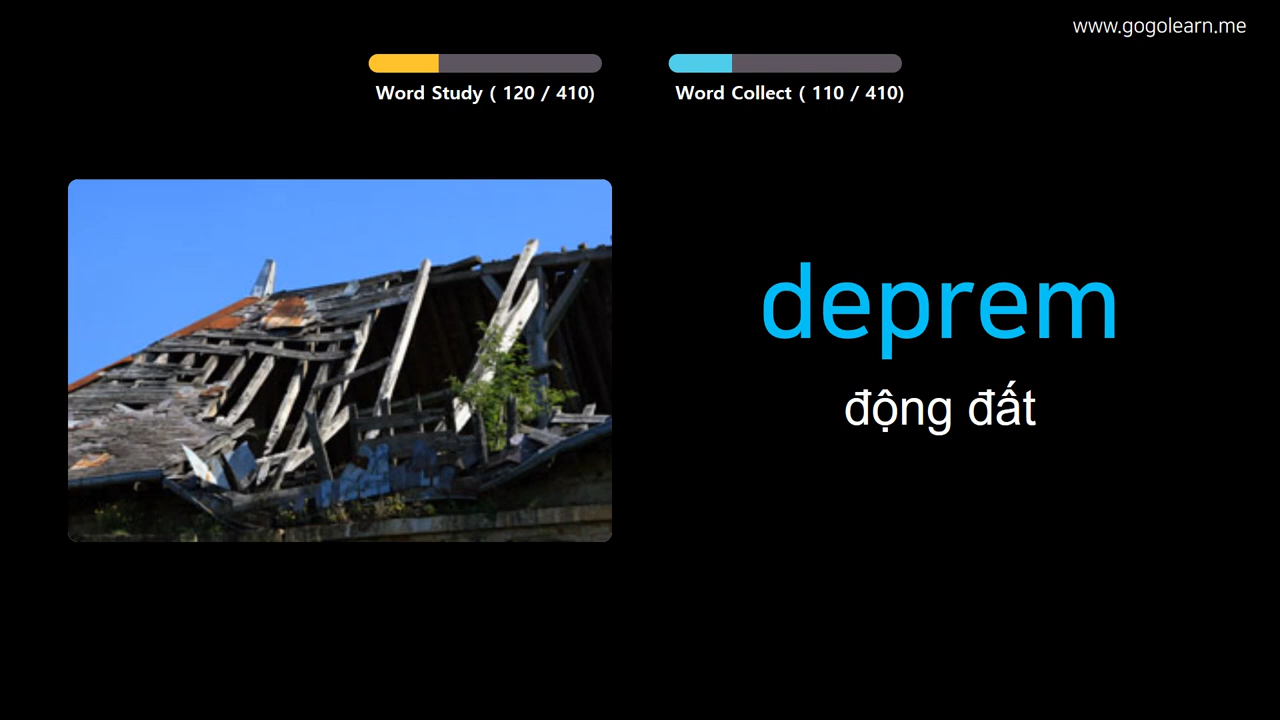 www.gogolearn.me
Word Study ( 120 / 410)
Word Collect ( 110 / 410)
deprem
động đất